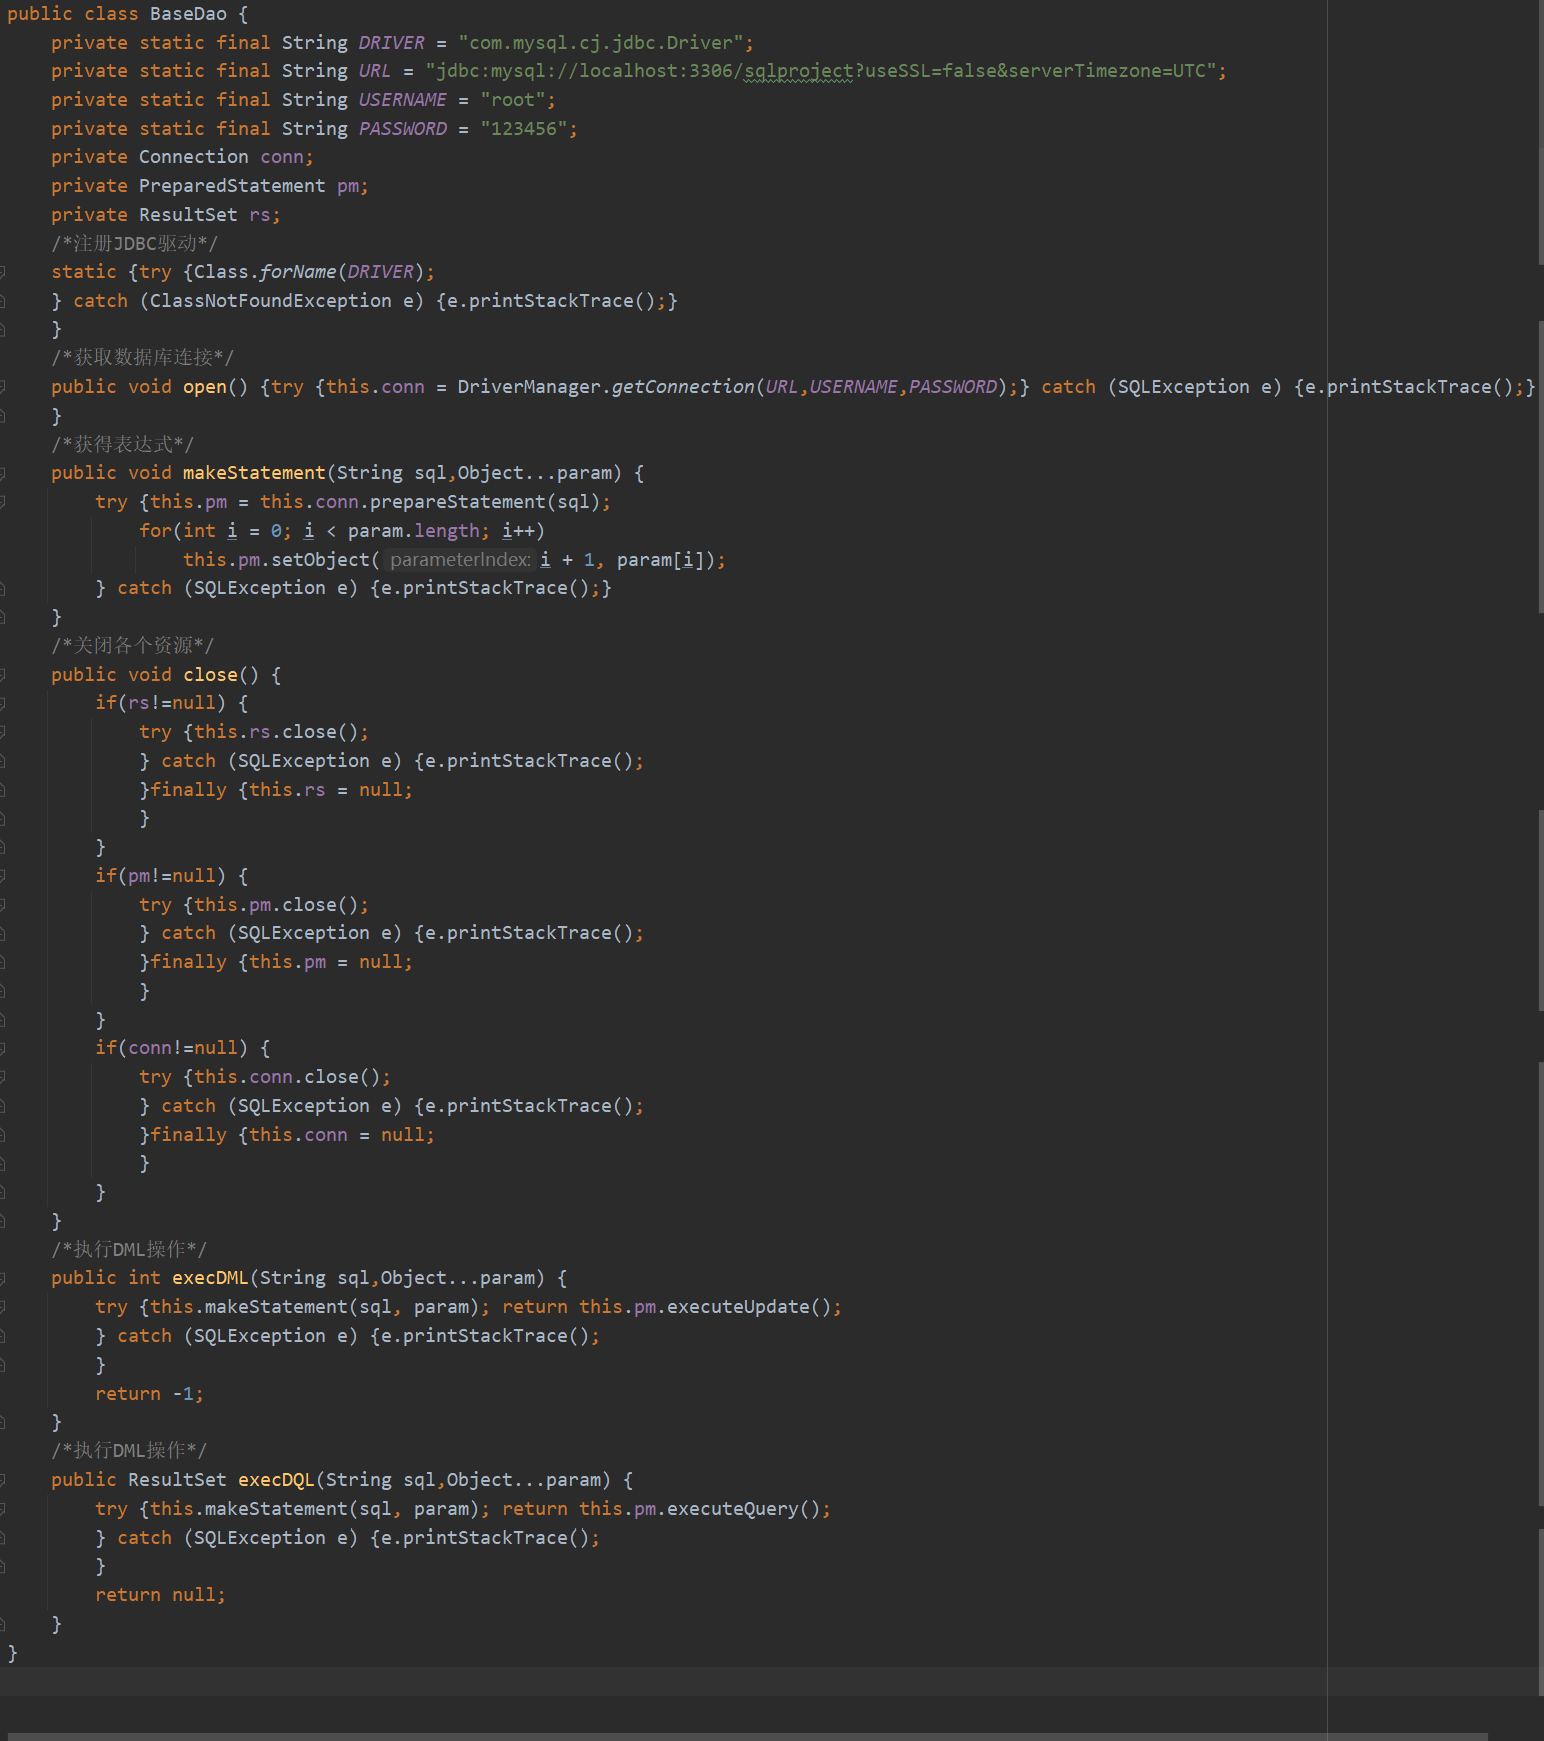 public class BaseDao {
    private static final String DRIVER = "com.mysql.cj.jdbc.Driver";
    private static final String URL = "jdbc:mysql://localhost:3306/sqlproject?useSSL=false&serverTimezone=UTC";
    private static final String USERNAME = "root";
    private static final String PASSWORD = "123456";
    private Connection conn;
    private PreparedStatement pm;
    private ResultSet rs;
    /*注册JDBC驱动*/
    static {try {Class.forName(DRIVER);
    } catch (ClassNotFoundException e) {e.printStackTrace();}
    }
    /*获取数据库连接*/
    public void open() {try {this.conn = DriverManager.getConnection(URL,USERNAME,PASSWORD);} catch (SQLException e) {e.printStackTrace();}
    }
    /*获得表达式*/
    public void makeStatement(String sql,Object...param) {
        try {this.pm = this.conn.prepareStatement(sql);
            for(int i = 0; i < param.length; i++)
                this.pm.setObject( parameterIndex: i + 1, param[i]);
        } catch (SQLException e) {e.printStackTrace();}
    }
    /*关闭各个资源*/
    public void close() {
        if(rs!=null) {
            try {this.rs.close();
            } catch (SQLException e) {e.printStackTrace();
            }finally {this.rs = null;
            }
        }
        if(pm!=null) {
            try {this.pm.close();
            } catch (SQLException e) {e.printStackTrace();
            }finally {this.pm = null;
            }
        }
        if(conn!=null) {
            try {this.conn.close();
            } catch (SQLException e) {e.printStackTrace();
            }finally {this.conn = null;
            }
        }
    }
    /*执行DML操作*/
    public int execDML(String sql,Object...param) {
        try {this.makeStatement(sql, param); return this.pm.executeUpdate();
        } catch (SQLException e) {e.printStackTrace();
        }
        return -1;
    }
    /*执行DML操作*/
    public ResultSet execDQL(String sql,Object...param) {
        try {this.makeStatement(sql, param); return this.pm.executeQuery();
        } catch (SQLException e) {e.printStackTrace();
        }
        return null;
    }
}